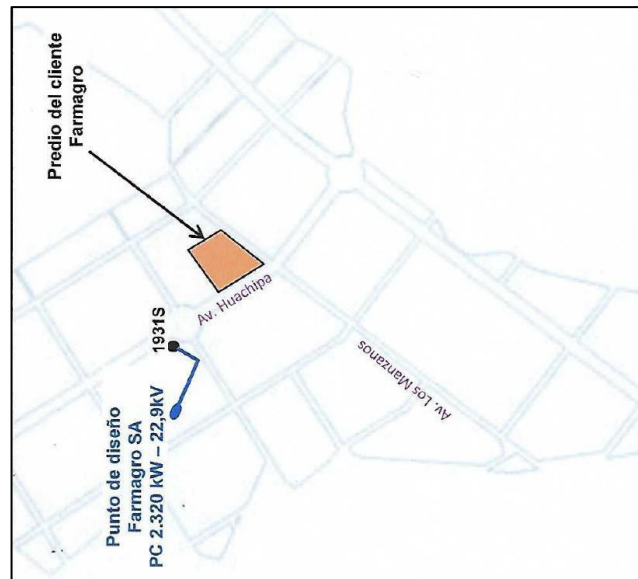 Predio del cliente
Farmagro
Av. Huachipa
1931S
Av. Los Manzanos
Punto de diseño
Farmagro SA
PC 2.320 kW – 22,9kV